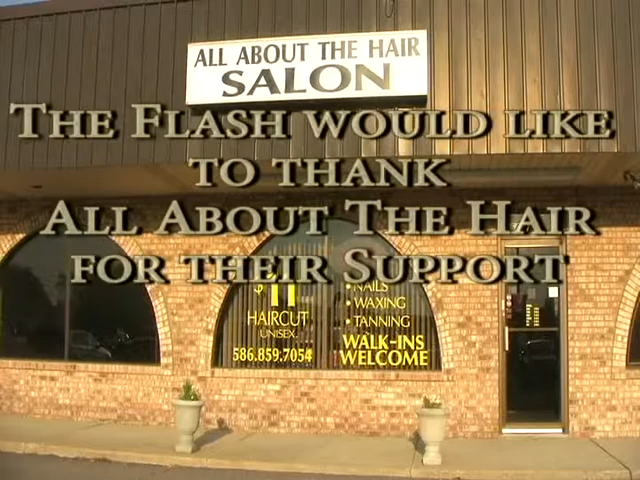 ALL ABOUT THE HAIR
SALON
THE FLASH WOULD LIKE
TO THANK
ALL ABOUT THE HAIR
FOR THEIR SUPPORT
$11
HAIRCUT
UNISEX
586.859.7054
• NAILS
• WAXING
• TANNING
WALK-INS
WELCOME